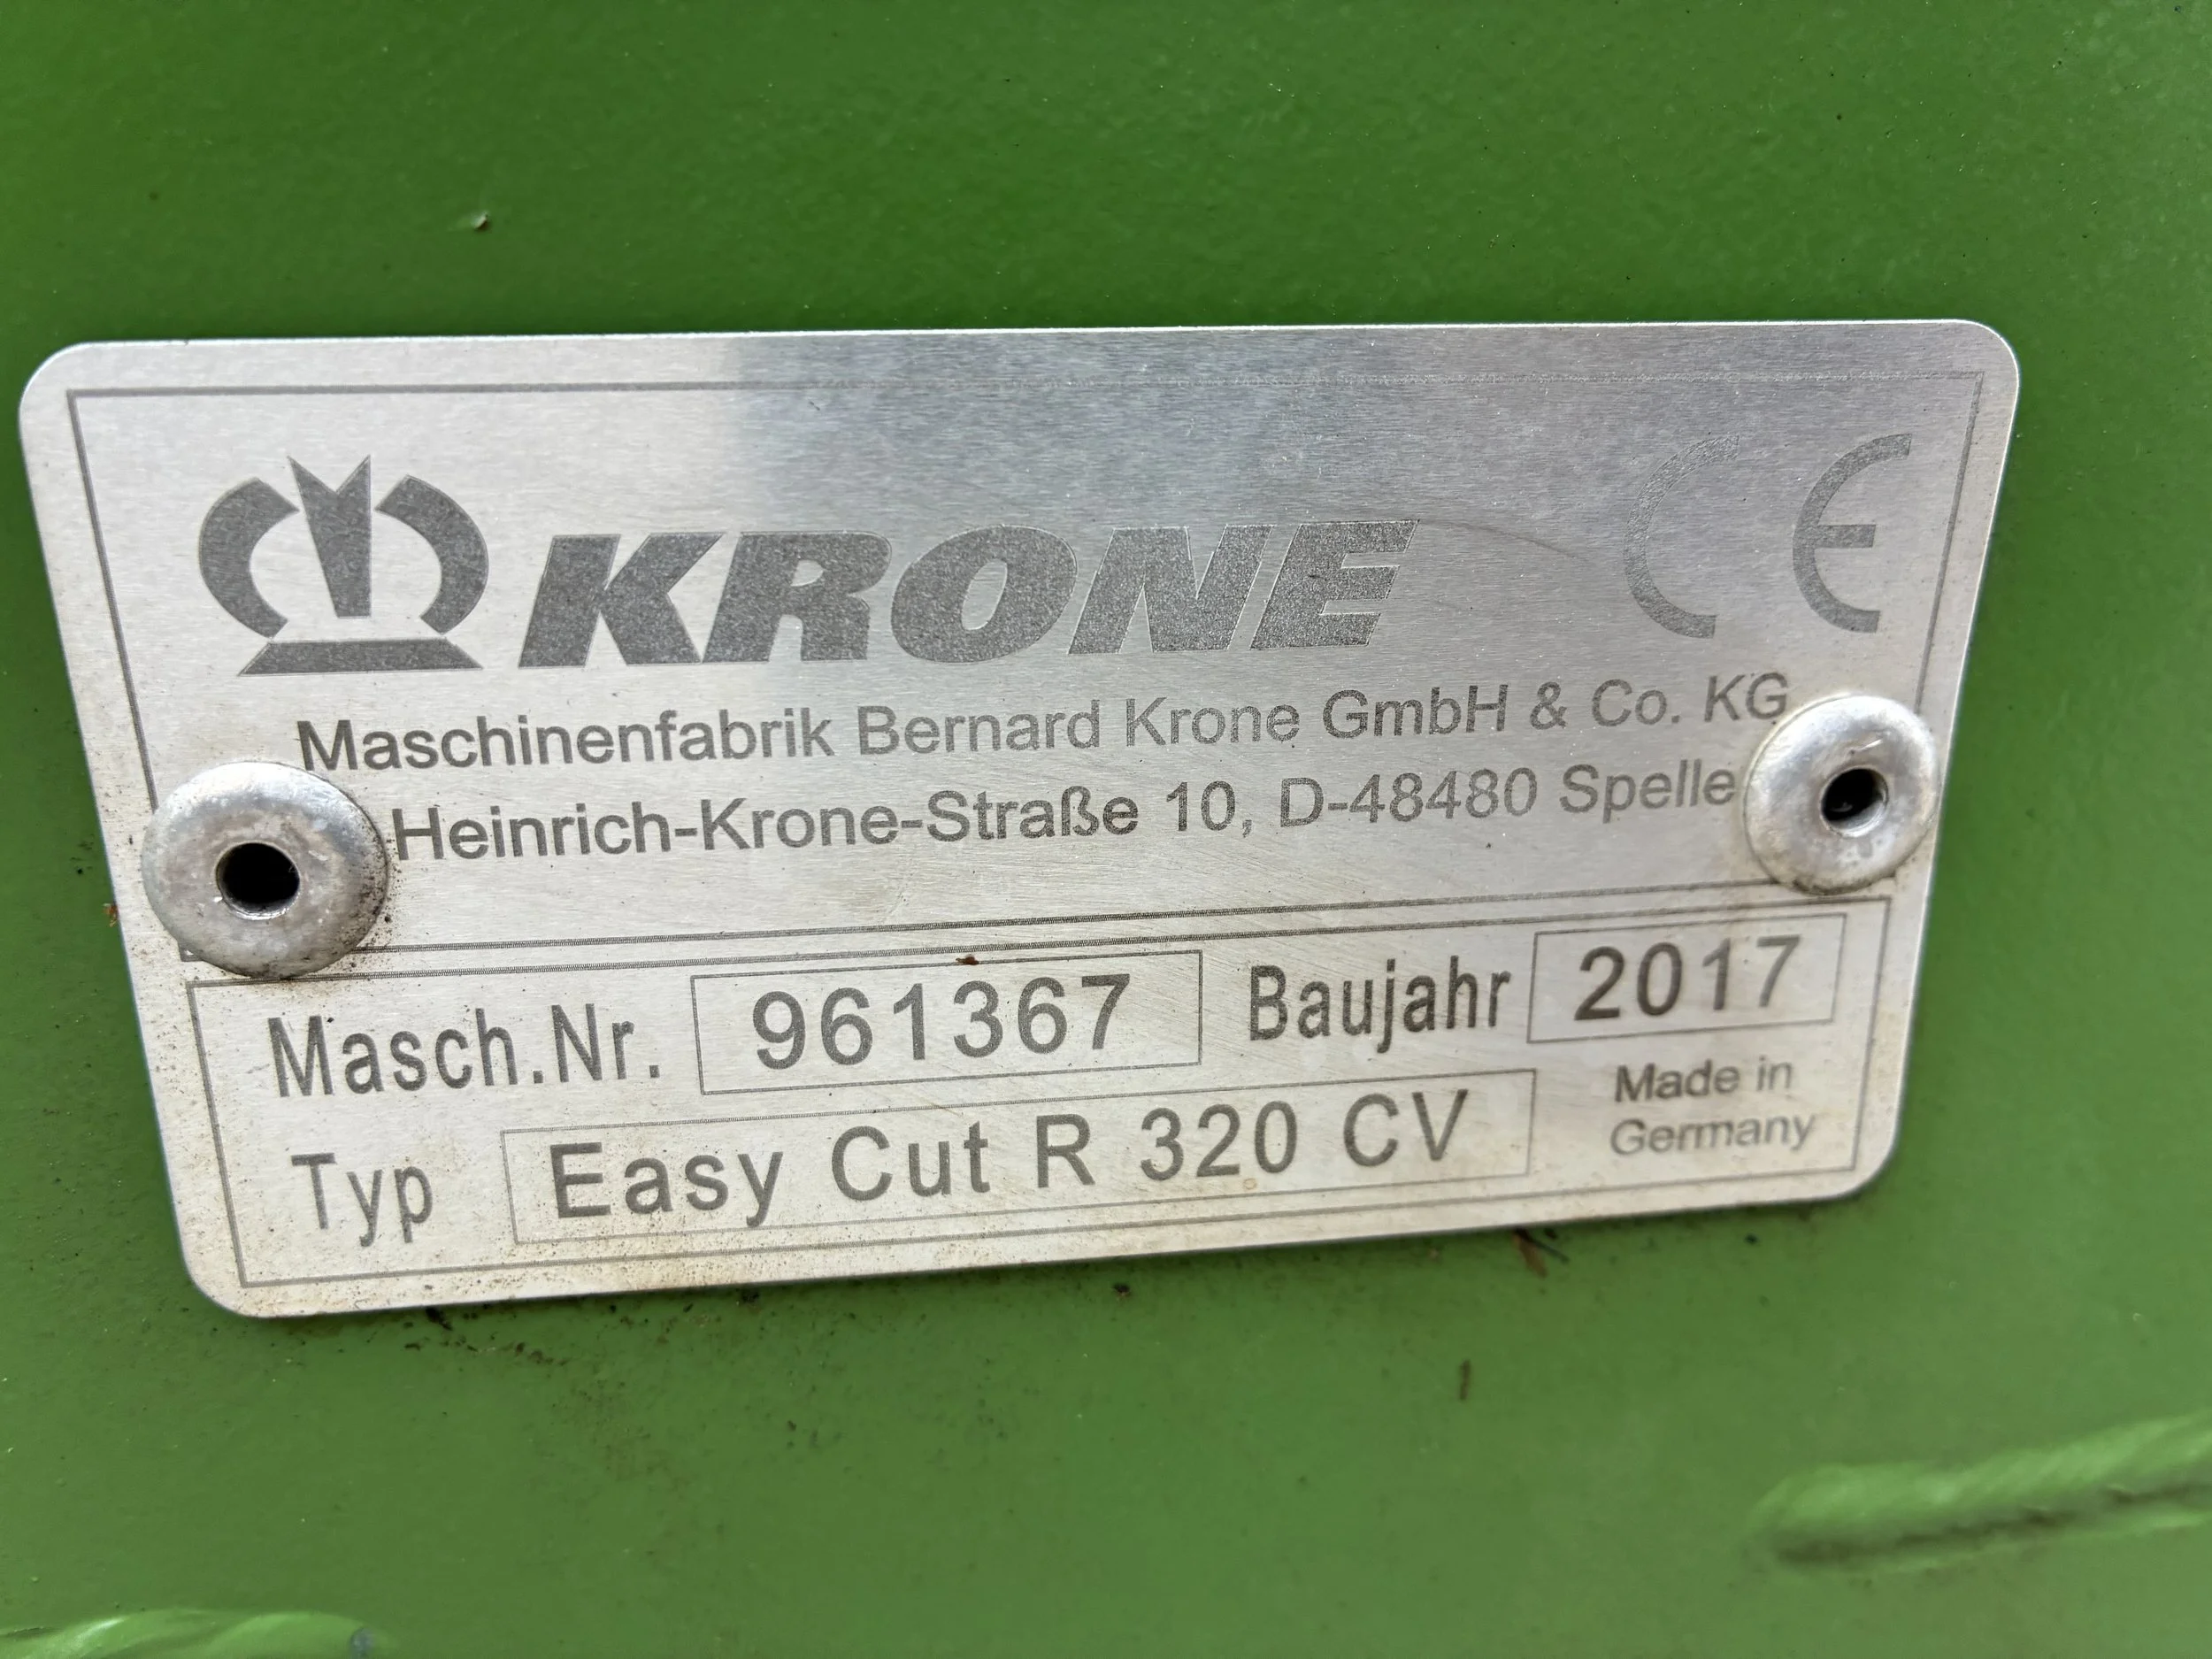 KRONE CE
Maschinenfabrik Bernard Krone GmbH & Co. KG
Heinrich-Krone-Straße 10, D-48480 Spelle
Masch.Nr. 961367 Baujahr 2017
Typ Easy Cut R 320 CV
Made in
Germany